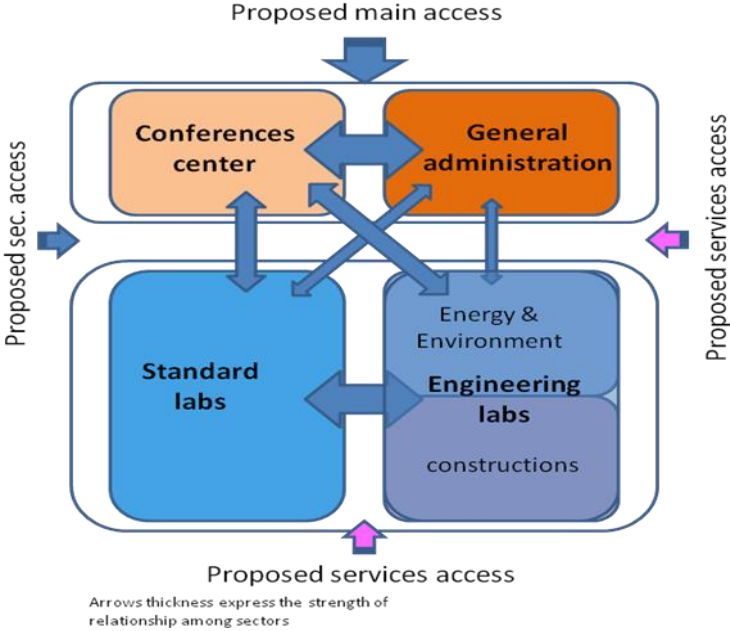 Proposed main access
Conferences
center
General
administration
Proposed sec. access
Proposed services access
Energy &
Environment
Standard
labs
Engineering
labs
constructions
Proposed services access
Arrows thickness express the strength of
relationship among sectors